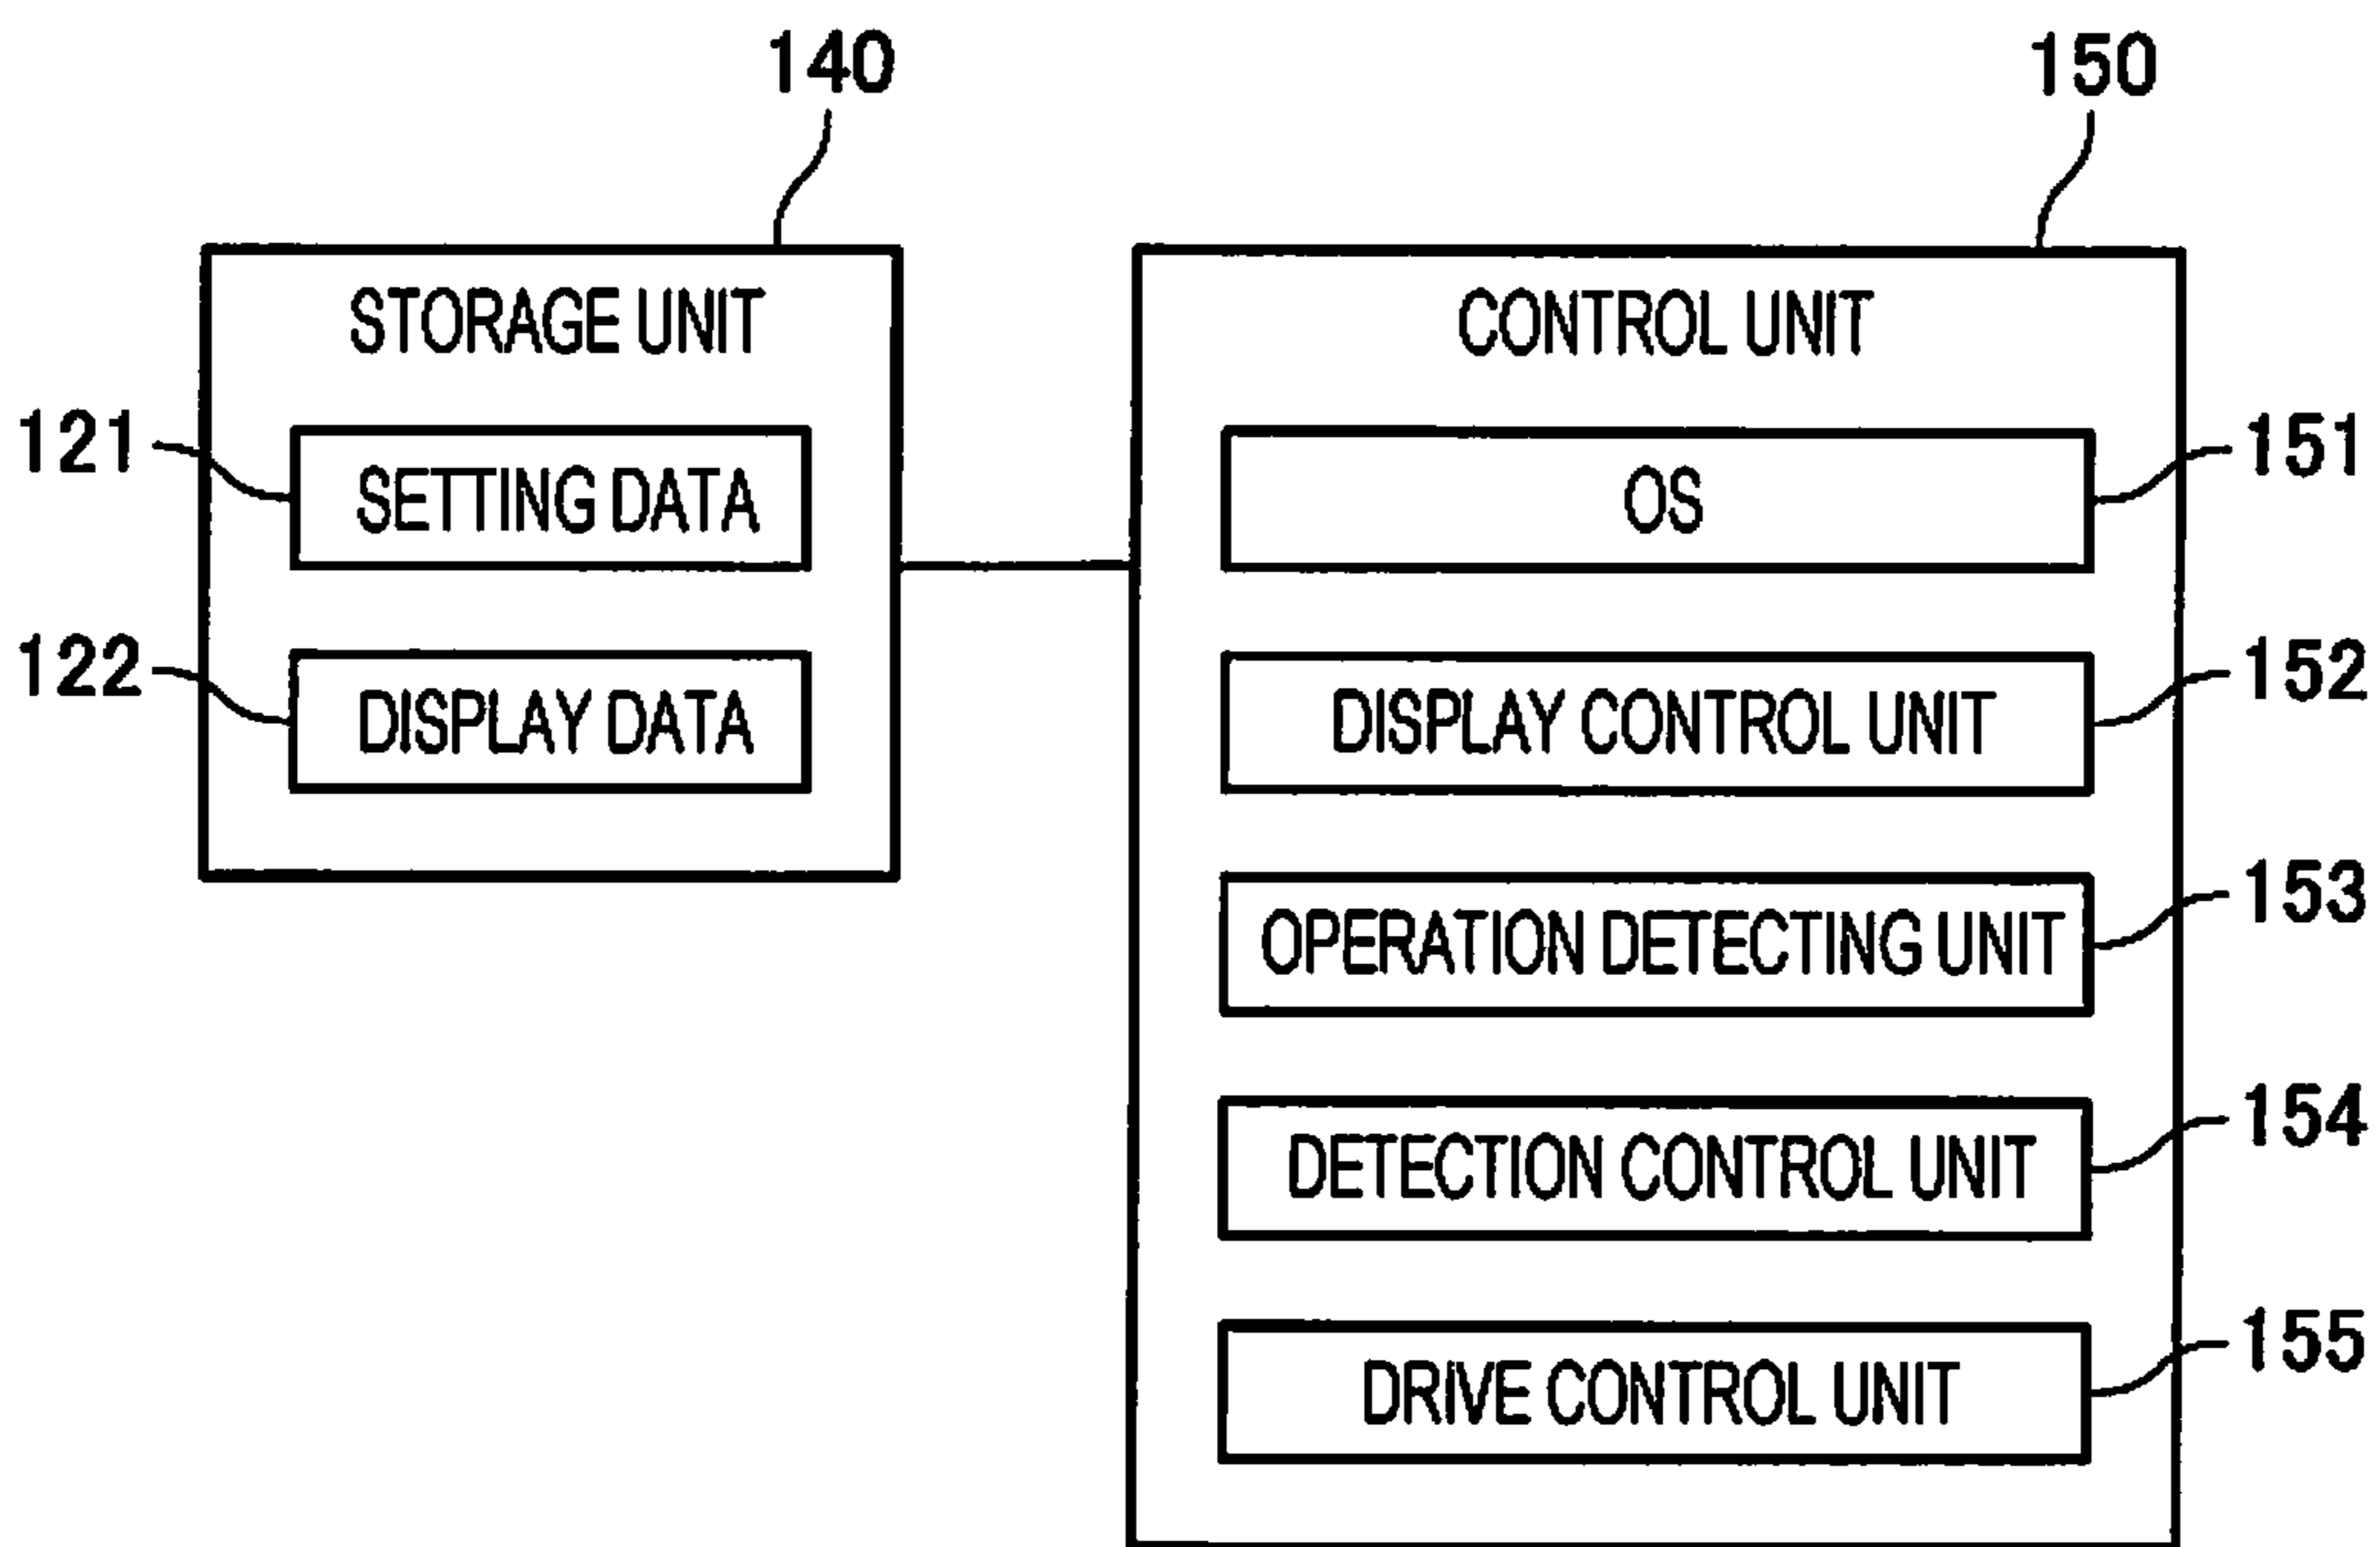 140
150
STORAGE UNIT
CONTROL UNIT
121
SETTING DATA
OS
151
122
DISPLAY DATA
DISPLAY CONTROL UNIT
152
OPERATION DETECTING UNIT
153
DETECTION CONTROL UNIT
154
DRIVE CONTROL UNIT
155